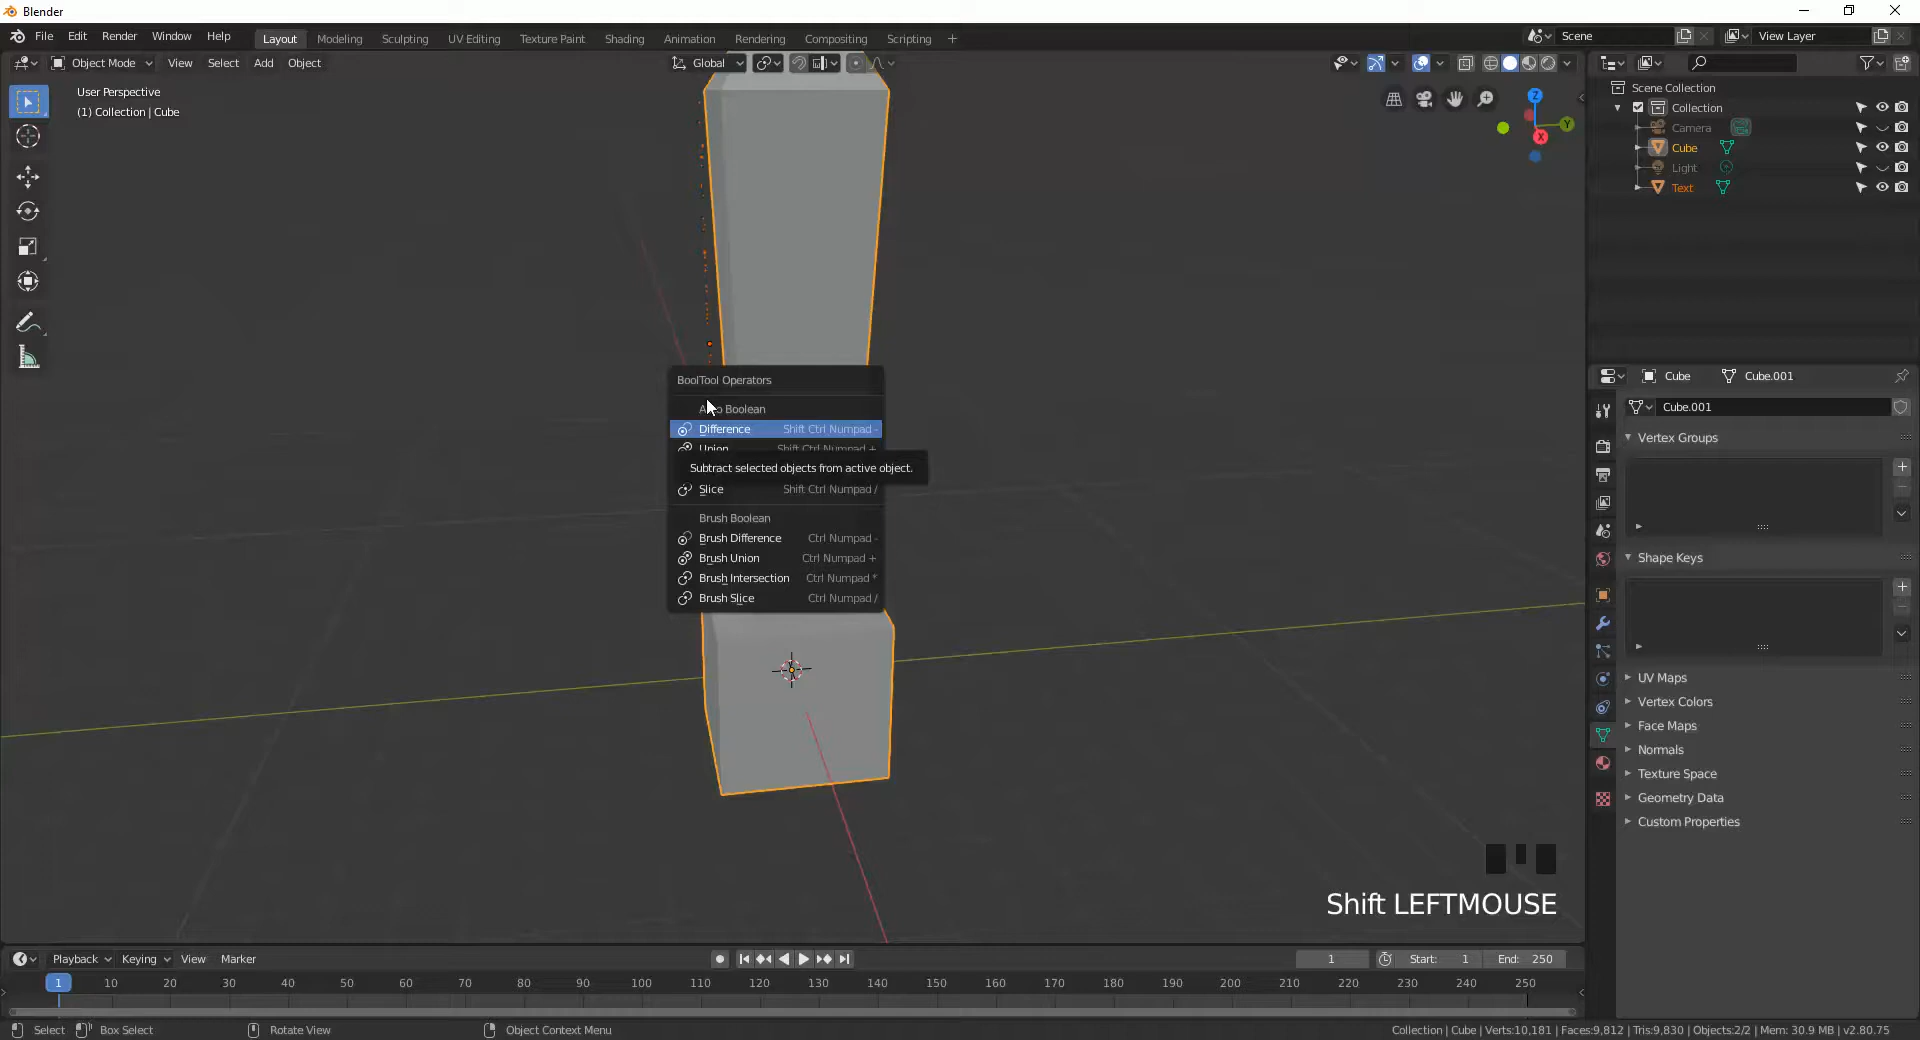 Blender
File Edit Render Window Help
Layout Modeling Sculpting UV Editing Texture Paint Shading Animation Rendering Compositing Scripting +
Scene
View Layer
Object Mode View Select Add Object
Global
User Perspective
(1) Collection | Cube
Z
Y
X
Scene Collection
Collection
Camera
Cube
Light
Text
BoolTool Operators
Boolean
Difference Shift Ctrl Numpad -
Union Shift Ctrl Numpad +
Subtract selected objects from active object.
Slice Shift Ctrl Numpad /
Brush Boolean
Brush Difference Ctrl Numpad -
Brush Union Ctrl Numpad +
Brush Intersection Ctrl Numpad *
Brush Slice Ctrl Numpad /
Cube Cube.001
Cube.001
Vertex Groups
Shape Keys
UV Maps
Vertex Colors
Face Maps
Normals
Texture Space
Geometry Data
Custom Properties
Shift LEFTMOUSE
Playback Keying View Marker
1 Start: 1 End: 250
1 10 20 30 40 50 60 70 80 90 100 110 120 130 140 150 160 170 180 190 200 210 220 230 240 250
Select Box Select Rotate View Object Context Menu
Collection | Cube | Verts:10,181 | Faces:9,812 | Tris:9,830 | Objects:2/2 | Mem: 30.9 MB | v2.80.75